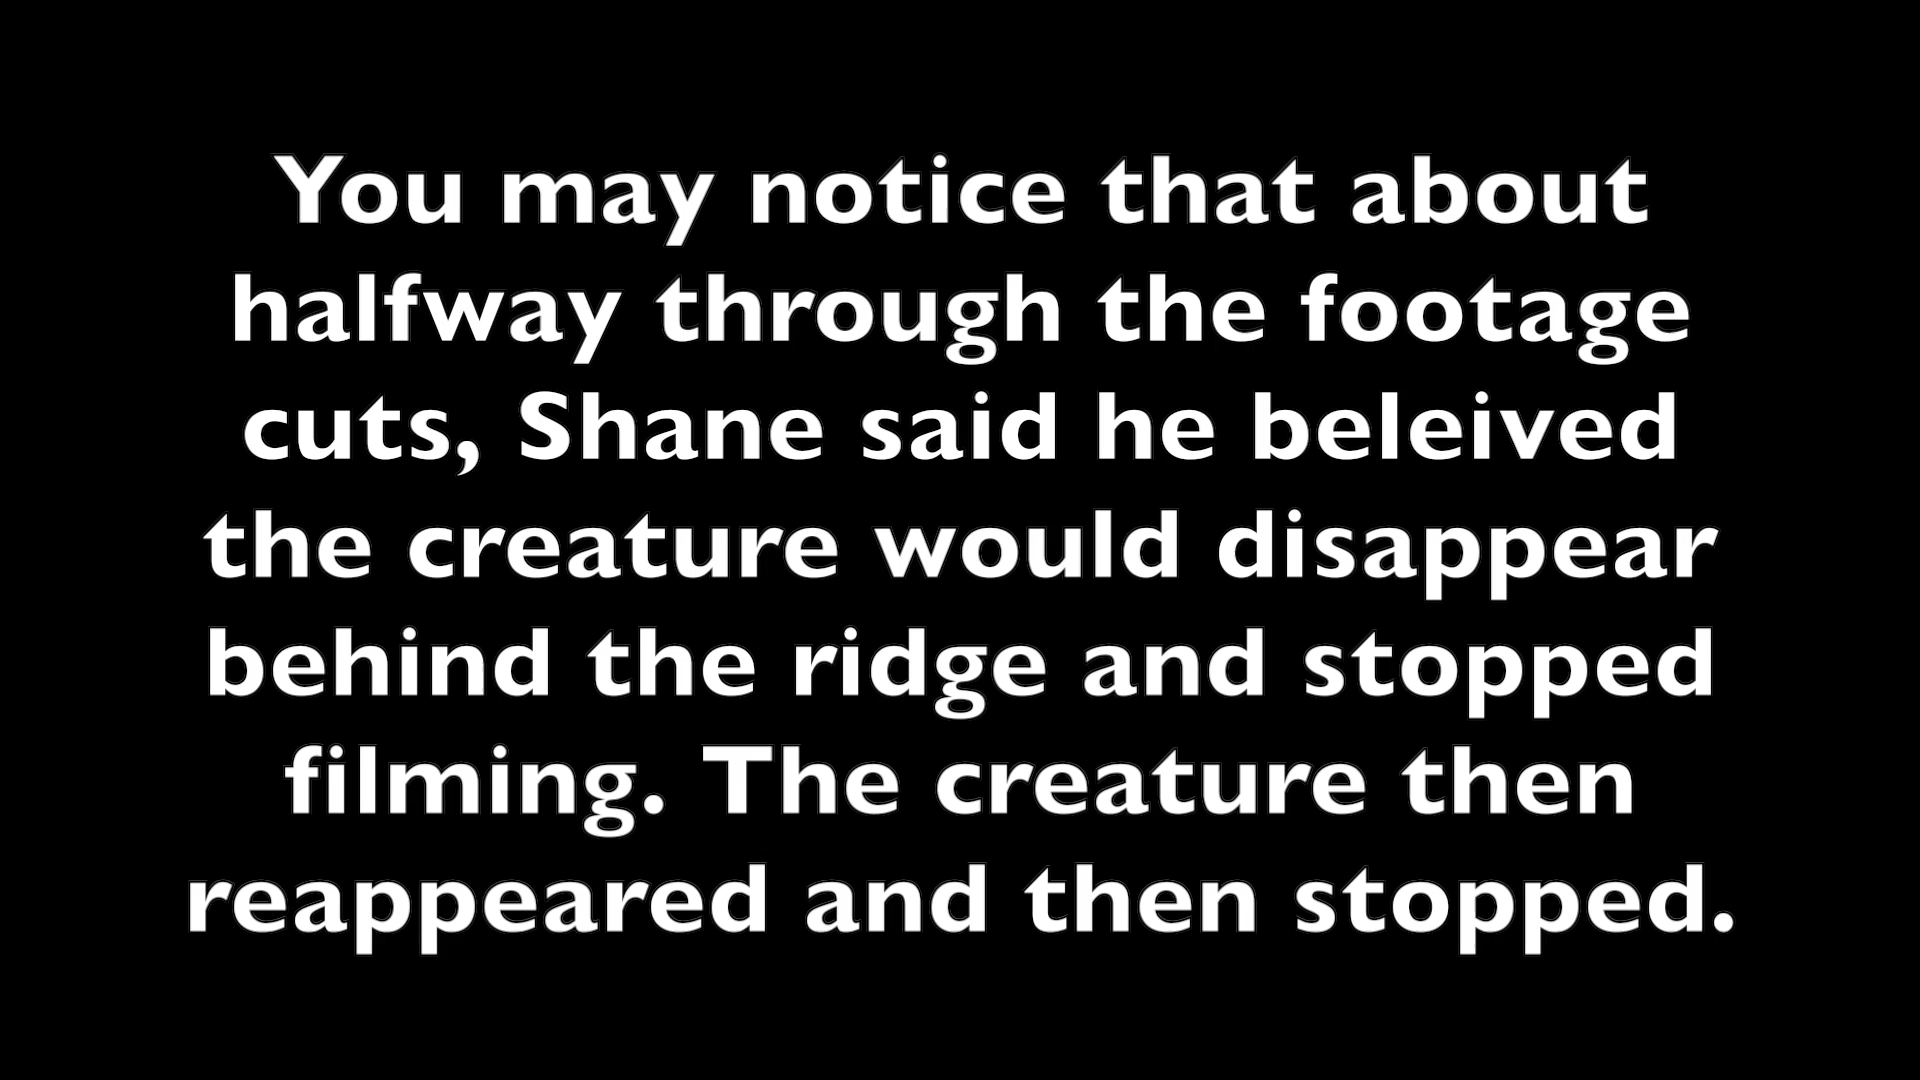 You may notice that about
halfway through the footage
cuts, Shane said he beleived
the creature would disappear
behind the ridge and stopped
filming. The creature then
reappeared and then stopped.